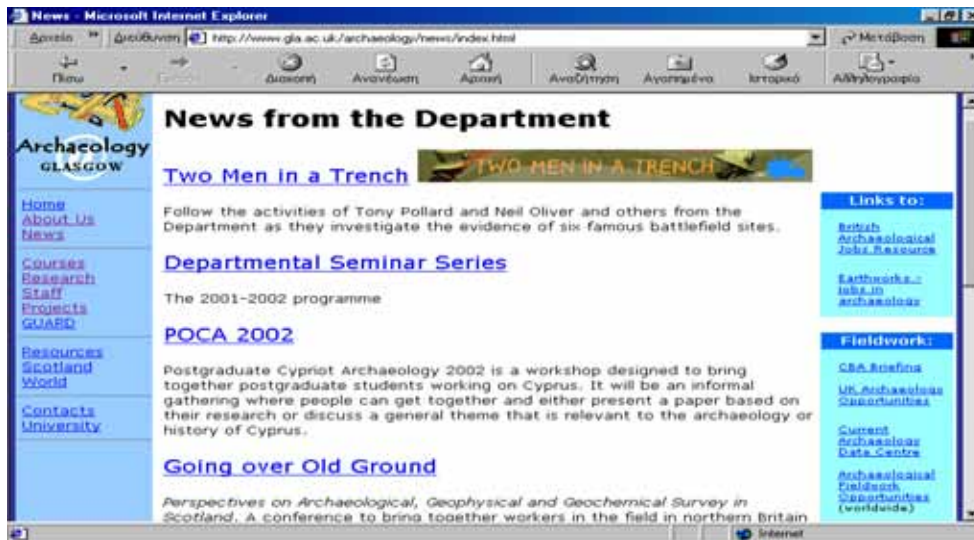 News - Microsoft Internet Explorer
Αρχείο » Διεύθυνση http://www.gla.ac.uk/archaeology/news/index.html Μετάβαση
Πίσω Διακοπή Ανανέωση Αρχική Αναζήτηση Αγαπημένα Ιστορικό Αλληλογραφία
Archaeology
GLASGOW
Home
About Us
News
Courses
Research
Staff
Projects
GUARD
Resources
Scotland
World
Contacts
University
News from the Department
Two Men in a Trench
TWO MEN IN A TRENCH
Follow the activities of Tony Pollard and Neil Oliver and others from the
Department as they investigate the evidence of six famous battlefield sites.
Departmental Seminar Series
The 2001-2002 programme
POCA 2002
Postgraduate Cypriot Archaeology 2002 is a workshop designed to bring
together postgraduate students working on Cyprus. It will be an informal
gathering where people can get together and either present a paper based on
their research or discuss a general theme that is relevant to the archaeology or
history of Cyprus.
Going over Old Ground
Perspectives on Archaeological, Geophysical and Geochemical Survey in
Scotland. A conference to bring together workers in the field in northern Britain
Links to:
British
Archaeological
Jobs Resource
Earthworks -
jobs in
archaeology
Fieldwork:
CBA Briefing
UK Archaeology
Opportunities
Current
Archaeology
Data Centre
Archaeological
Fieldwork
Opportunities
(worldwide)
Internet